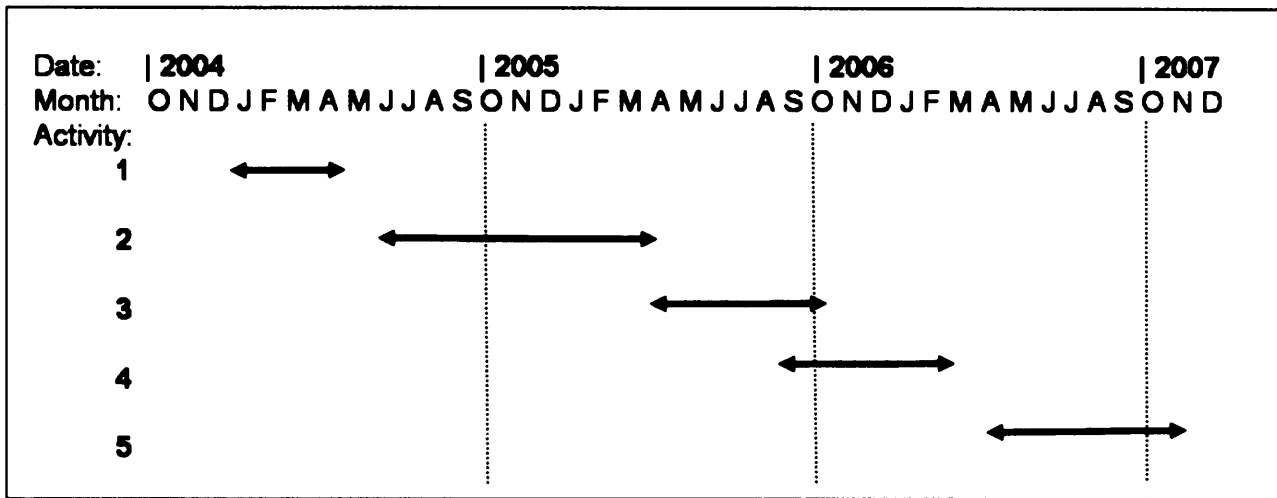 Date: | 2004 | 2005 | 2006 | 2007
Month: O N D J F M A M J J A S O N D J F M A M J J A S O N D J F M A M J J A S O N D
Activity:
1
2
3
4
5